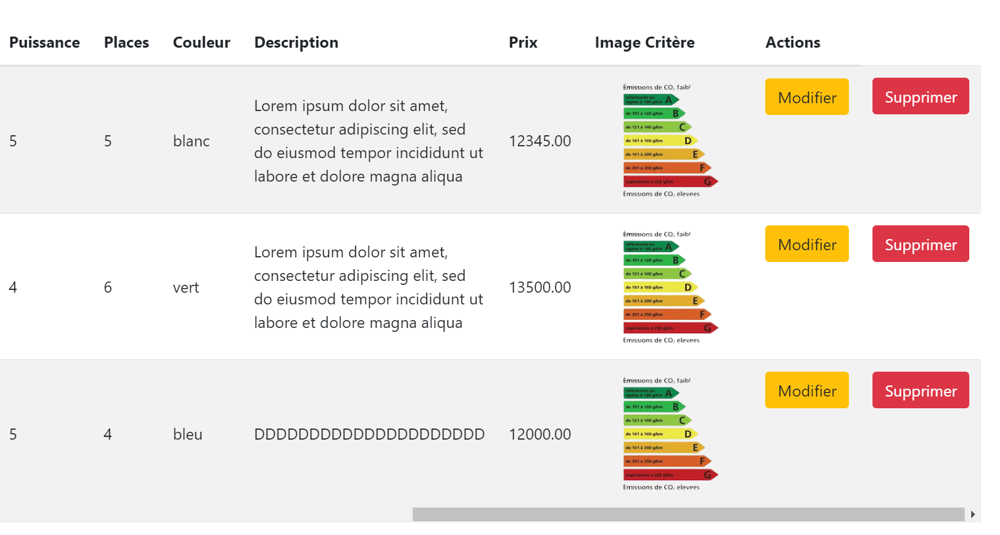 Puissance Places Couleur Description Prix Image Critère Actions
Émissions de CO₂ faibl
inférieures ou
égales à 100 g/km A
de 101 à 120 g/km B
de 121 à 140 g/km C
de 141 à 160 g/km D
de 161 à 200 g/km E
de 201 à 250 g/km F
supérieures à 250 g/km G
Émissions de CO₂ élevées
Modifier Supprimer
Lorem ipsum dolor sit amet,
consectetur adipiscing elit, sed
5 5 blanc 12345.00
do eiusmod tempor incididunt ut
labore et dolore magna aliqua
Émissions de CO₂ faibl
inférieures ou
égales à 100 g/km A
de 101 à 120 g/km B
de 121 à 140 g/km C
de 141 à 160 g/km D
de 161 à 200 g/km E
de 201 à 250 g/km F
supérieures à 250 g/km G
Émissions de CO₂ élevées
Modifier Supprimer
Lorem ipsum dolor sit amet,
consectetur adipiscing elit, sed
4 6 vert 13500.00
do eiusmod tempor incididunt ut
labore et dolore magna aliqua
Émissions de CO₂ faibl
inférieures ou
égales à 100 g/km A
de 101 à 120 g/km B
de 121 à 140 g/km C
de 141 à 160 g/km D
de 161 à 200 g/km E
de 201 à 250 g/km F
supérieures à 250 g/km G
Émissions de CO₂ élevées
Modifier Supprimer
5 4 bleu DDDDDDDDDDDDDDDDDDDDD 12000.00